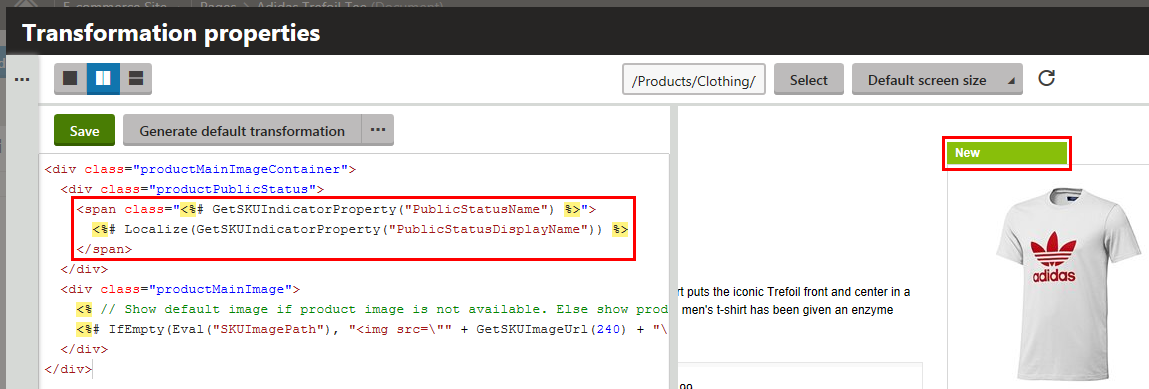 E-commerce Site Pages Adidas Trefoil Tee (Document)
Transformation properties
... /Products/Clothing/ Select Default screen size
Save Generate default transformation ...
New
<div class="productMainImageContainer">
<div class="productPublicStatus">
<span class="<%# GetSKUIndicatorProperty("PublicStatusName") %>">
<%# Localize(GetSKUIndicatorProperty("PublicStatusDisplayName")) %>
</span>
</div>
<div class="productMainImage">
<% // Show default image if product image is not available. Else show prod
<%# IfEmpty(Eval("SKUImagePath"), "<img src=\"" + GetSKUImageUrl(240) + "\
</div>
</div>
adidas
rt puts the iconic Trefoil front and center in a
men's t-shirt has been given an enzyme